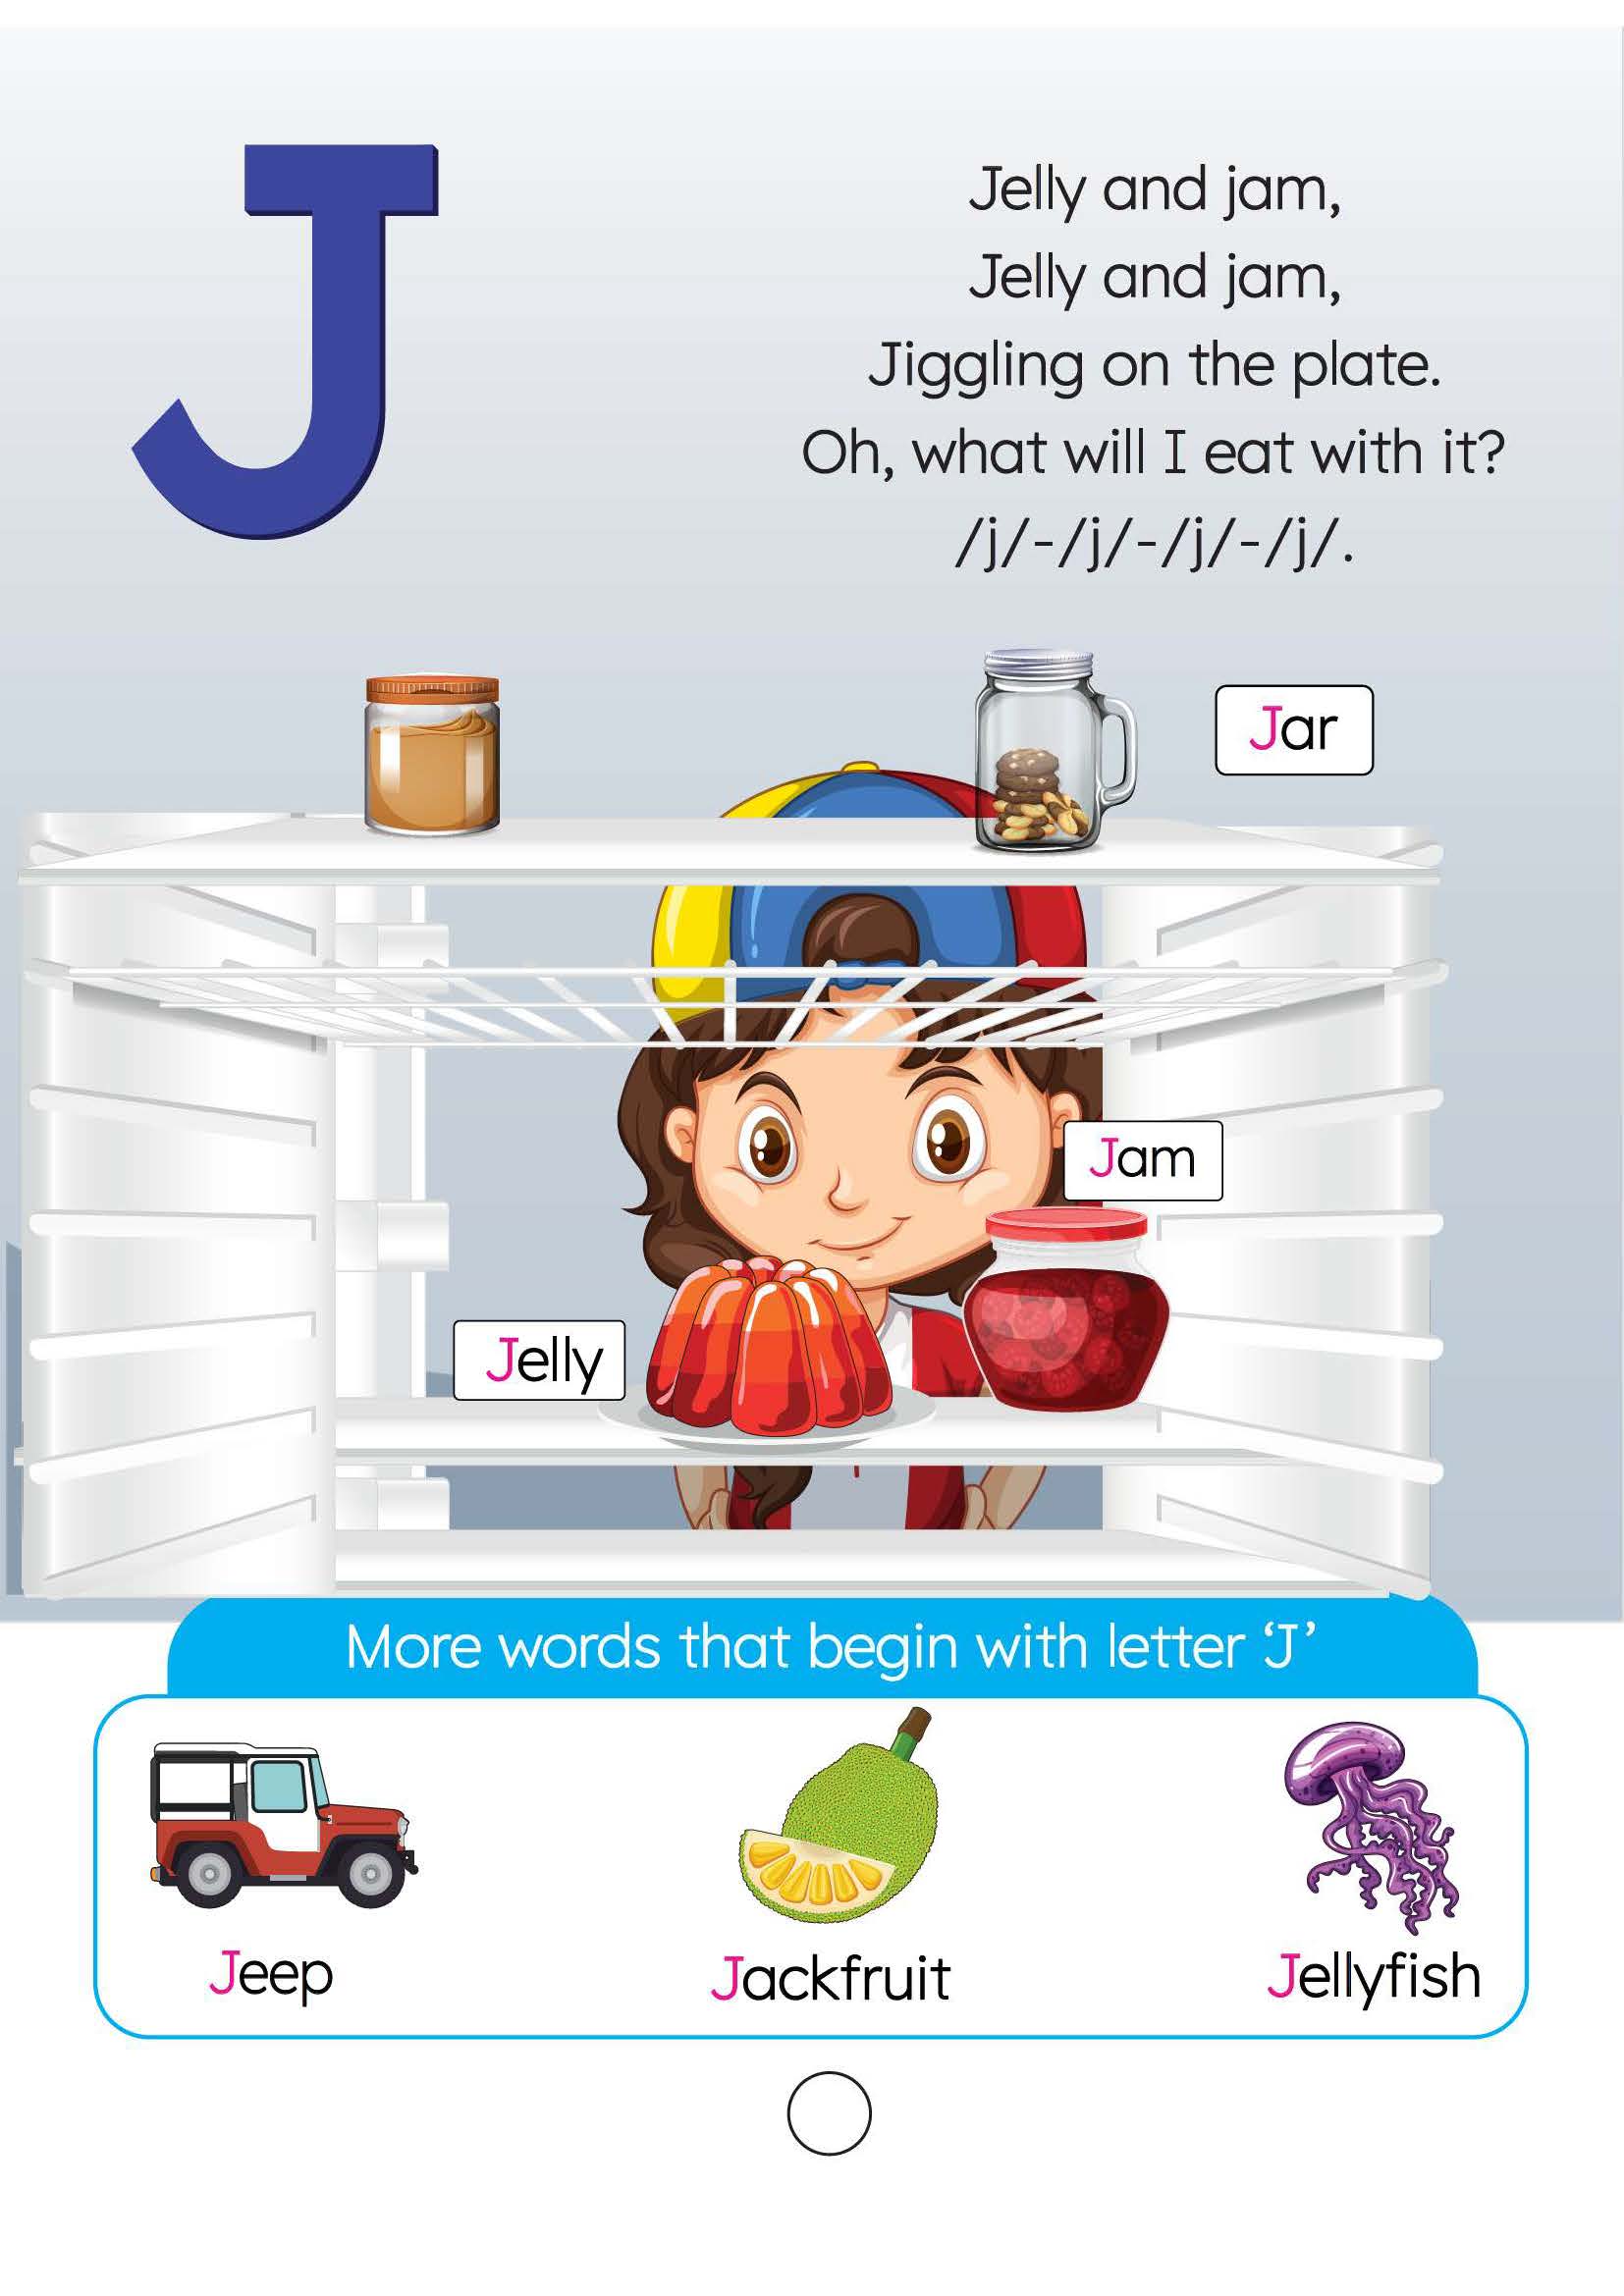 J
Jelly and jam,
Jelly and jam,
Jiggling on the plate.
Oh, what will I eat with it?
/j/-/j/-/j/-/j/.
Jar
Jam
Jelly
More words that begin with letter ‘J’
Jeep
Jackfruit
Jellyfish